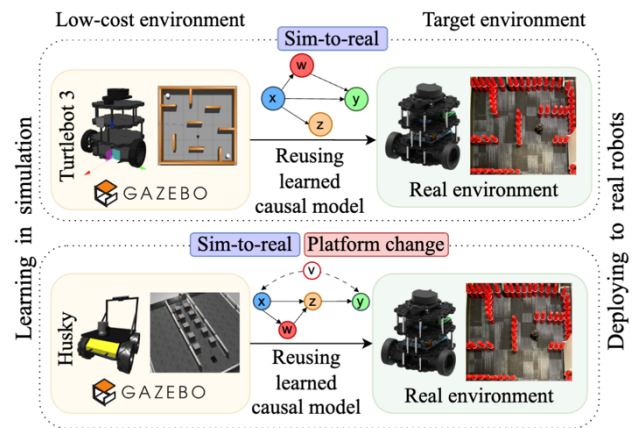 Low-cost environment
Target environment
Learning in simulation
Deploying to real robots
Sim-to-real
Turtlebot 3
GAZEBO
w
x
y
z
Reusing
learned
causal model
Real environment
Sim-to-real
Platform change
Husky
GAZEBO
v
x
z
y
w
Reusing
learned
causal model
Real environment